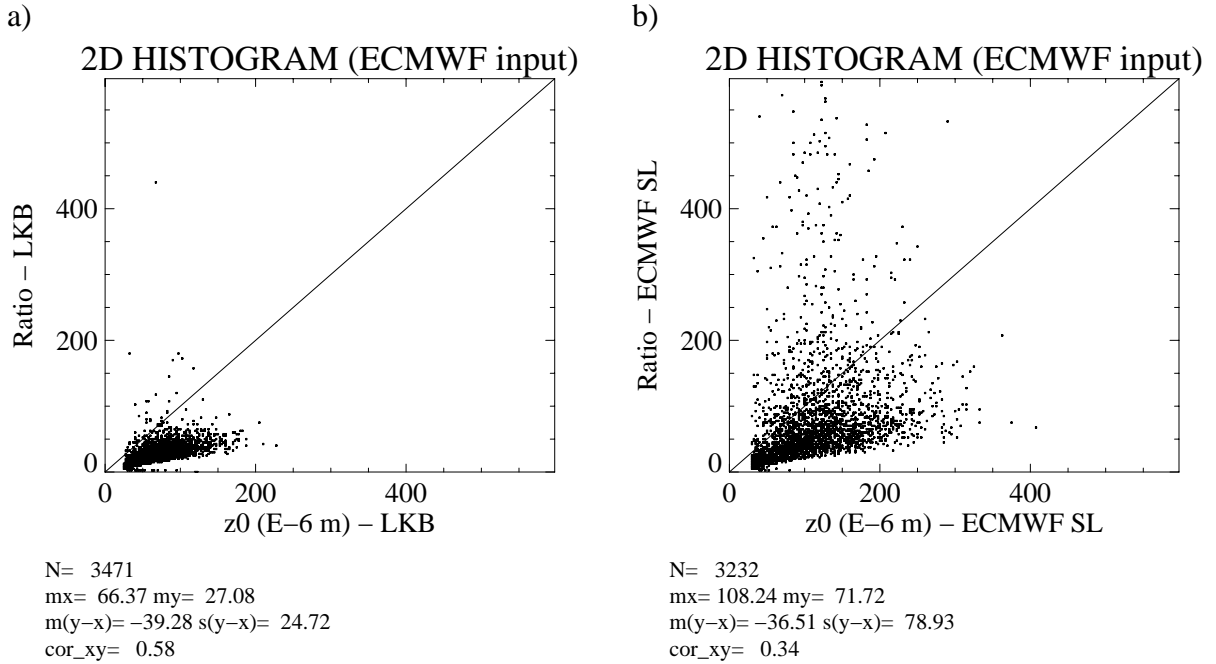 a)
2D HISTOGRAM (ECMWF input)
Ratio − LKB
400
200
0
0 200 400
z0 (E−6 m) − LKB
N= 3471
mx= 66.37 my= 27.08
m(y−x)= −39.28 s(y−x)= 24.72
cor_xy= 0.58
b)
2D HISTOGRAM (ECMWF input)
Ratio − ECMWF SL
400
200
0
0 200 400
z0 (E−6 m) − ECMWF SL
N= 3232
mx= 108.24 my= 71.72
m(y−x)= −36.51 s(y−x)= 78.93
cor_xy= 0.34